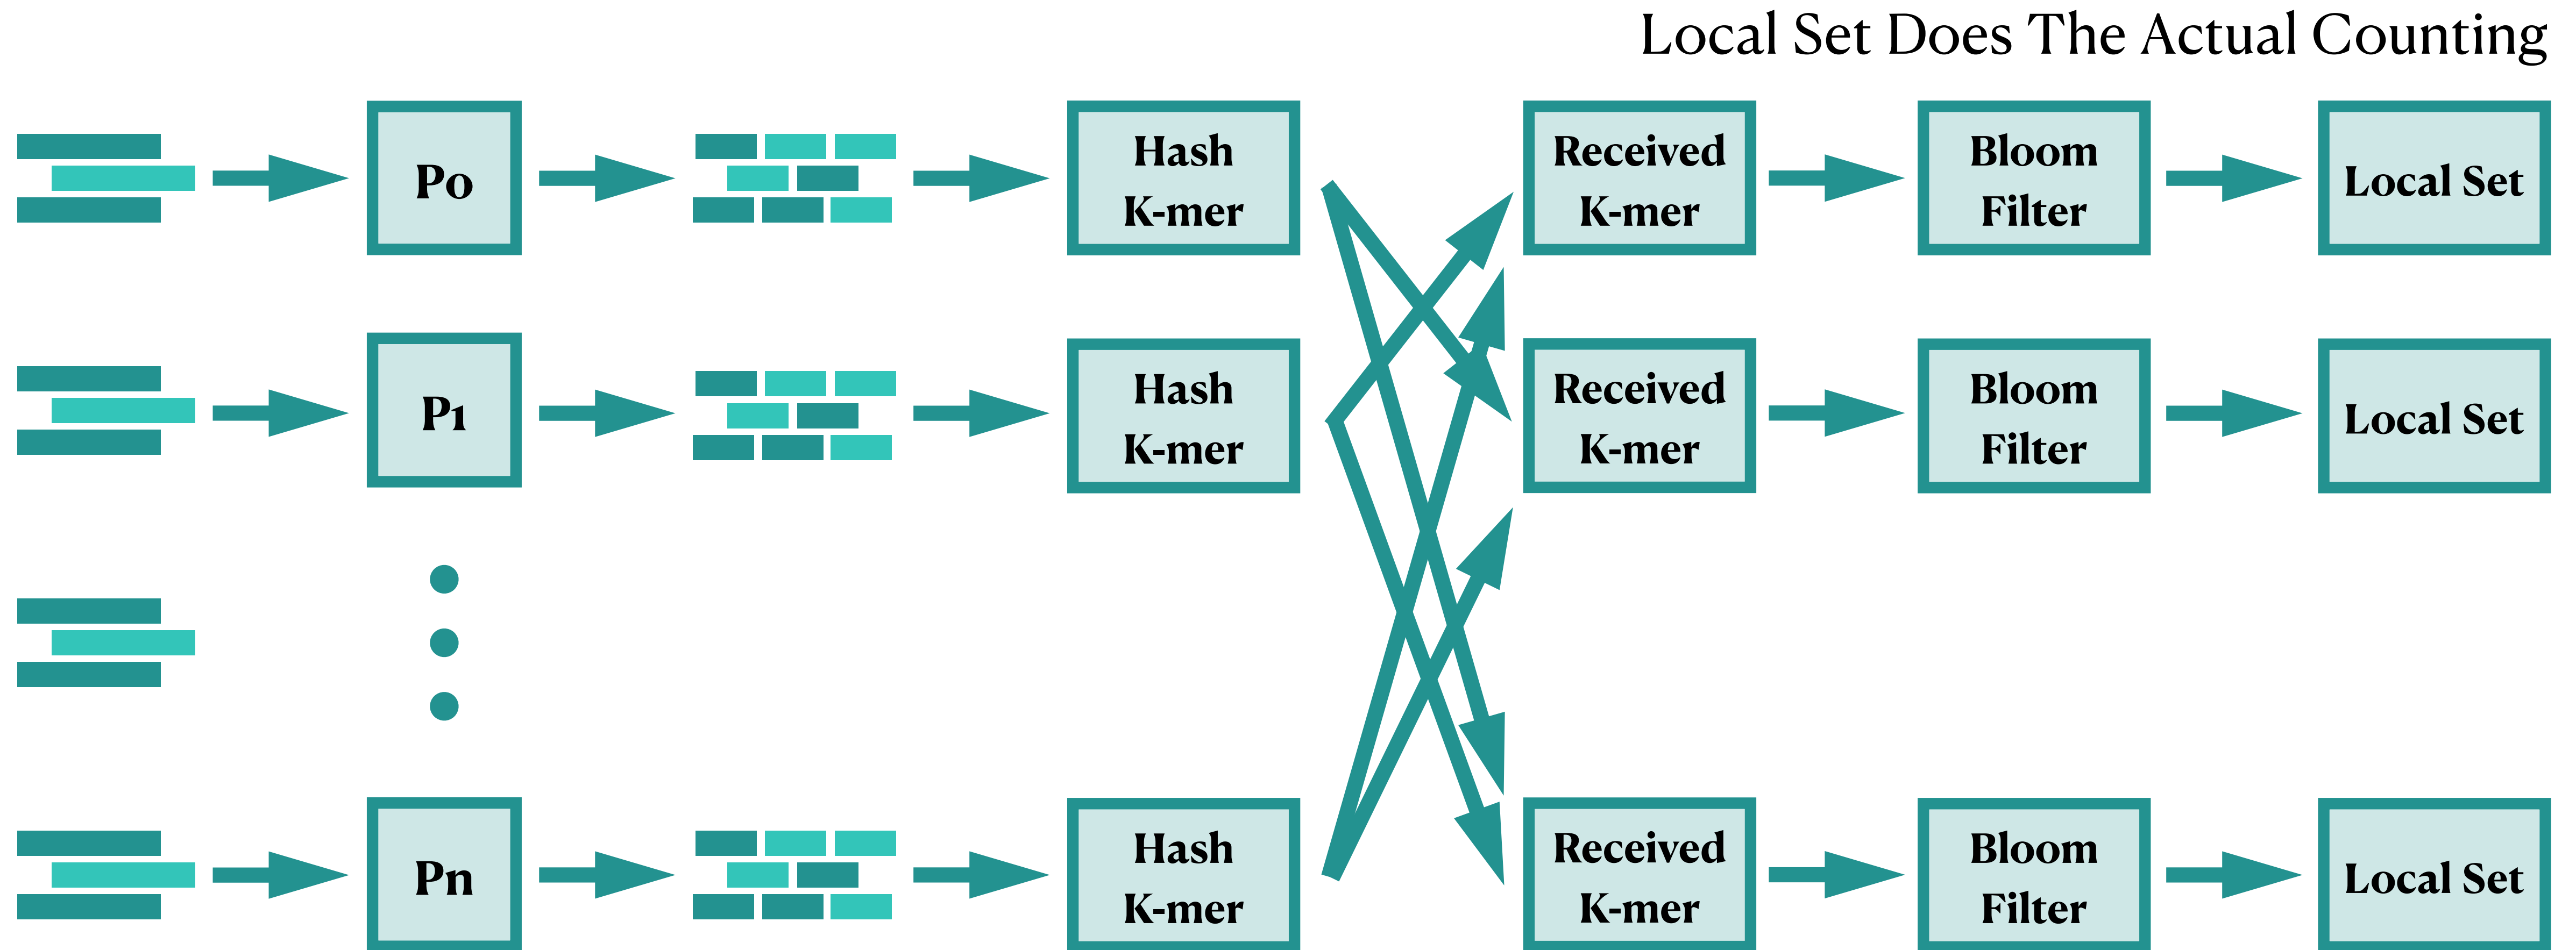 Local Set Does The Actual Counting
P0
Hash
K-mer
Received
K-mer
Bloom
Filter
Local Set
P1
Hash
K-mer
Received
K-mer
Bloom
Filter
Local Set
Pn
Hash
K-mer
Received
K-mer
Bloom
Filter
Local Set